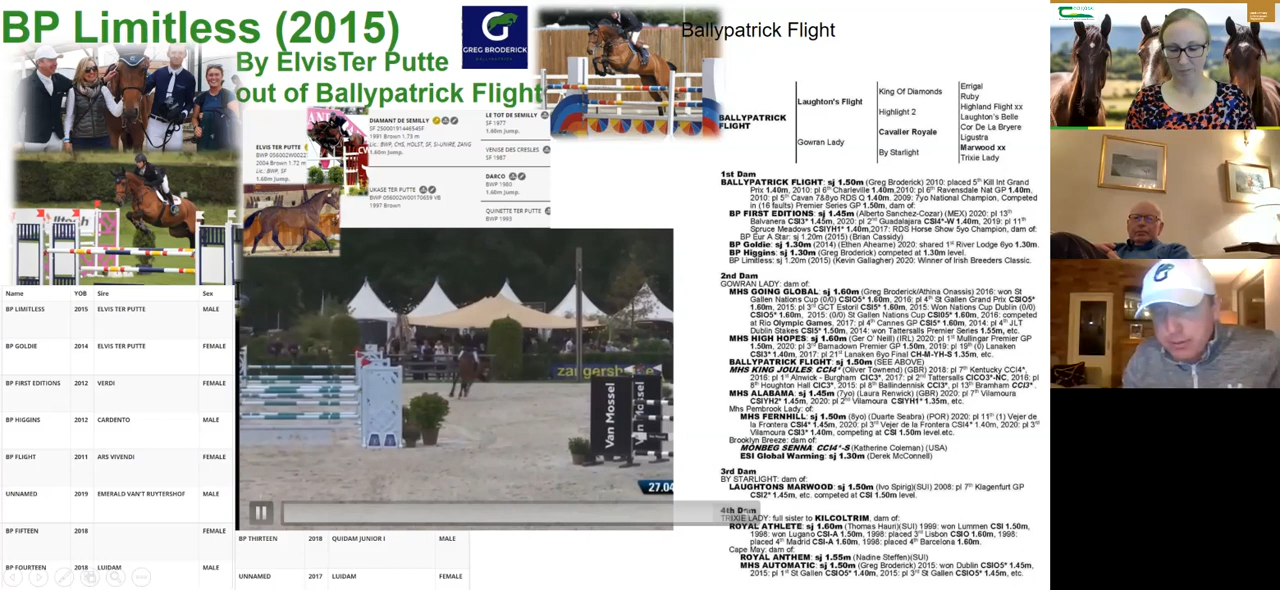 BP Limitless (2015)
By ElvisTer Putte
out of Ballypatrick Flight
GREG BRODERICK
BALLYPATRICK
ELVIS TER PUTTE
BWP
2004 Brown 1.72 m
Lic.: BWP, SF
1.60m Jump.
DIAMANT DE SEMILLY
SF 25000191446545F
1991 Brown 1.73 m
Lic.: BWP, CHS, HOLST, SF, SI-UNIRE, ZANG
1.60m Jump.
UKASE TER PUTTE
1997 Brown
LE TOT DE SEMILLY
SF 1977
1.60m Jump.
VENISE DES CRESLES
SF 1987
DARCO
BWP 1980
1.60m Jump.
QUINETTE TER PUTTE
BWP 1993
Name YOB Sire Sex
BP LIMITLESS 2015 ELVIS TER PUTTE MALE
BP GOLDIE 2014 ELVIS TER PUTTE FEMALE
BP FIRST EDITIONS 2012 VERDI FEMALE
BP HIGGINS 2012 CARDENTO MALE
BP FLIGHT 2011 ARS VIVENDI FEMALE
UNNAMED 2019 EMERALD VAN'T RUYTERSHOF MALE
BP FIFTEEN 2018 FEMALE
BP FOURTEEN 2018 LUIDAM MALE
BP THIRTEEN 2018 QUIDAM JUNIOR I MALE
UNNAMED 2017 LUIDAM FEMALE
zangersheide
Van Mossel
Van Mossel
27.04
Ballypatrick Flight
BALLYPATRICK
FLIGHT
Laughton's Flight
Gowran Lady
King Of Diamonds
Highlight 2
Cavalier Royale
By Starlight
Errigal
Ruby
Highland Flight xx
Laughton's Belle
Cor De La Bryere
Ligustra
Marwood xx
Trixie Lady
1st Dam
BALLYPATRICK FLIGHT: sj 1.50m (Greg Broderick) 2010: placed 5th Kill Int Grand
Prix 1.40m, 2010: pl 6th Charleville 1.40m,2010: pl 6th Ravensdale Nat GP 1.40m,
2010: pl 5th Cavan 7&8yo RDS Q 1.40m. 2009: 7yo National Champion, Competed
in (16 faults) Premier Series GP 1.50m, dam of:
BP FIRST EDITIONS: sj 1.45m (Alberto Sanchez-Cozar) (MEX) 2020: pl 13th
Balvanera CSI3* 1.45m, 2020: pl 2nd Guadalajara CSI4*-W 1.40m, 2019: pl 11th
Spruce Meadows CSIYH1* 1.40m,2017: RDS Horse Show 5yo Champion, dam of:
BP Eur A Star: sj 1.20m (2015) (Brian Cassidy)
BP Goldie: sj 1.30m (2014) (Ethen Ahearne) 2020: shared 1st River Lodge 6yo 1.30m.
BP Higgins: sj 1.30m (Greg Broderick) competed at 1.30m level.
BP Limitless: sj 1.20m (2015) (Kevin Gallagher) 2020: Winner of Irish Breeders Classic.
2nd Dam
GOWRAN LADY: dam of:
MHS GOING GLOBAL: sj 1.60m (Greg Broderick/Athina Onassis) 2016: won St
Gallen Nations Cup (0/0) CSIO5* 1.60m, 2016: pl 4th St Gallen Grand Prix CSIO5*
1.60m, 2015: pl 3rd GCT Estoril CSI5* 1.60m, 2015: Won Nations Cup Dublin (0/0)
CSIO5* 1.60m, 2015: (0/0) St Gallen Nations Cup CSIO5* 1.60m, 2016: competed
at Rio Olympic Games, 2017: pl 4th Cannes GP CSI5* 1.60m, 2014: pl 4th JLT
Dublin Stakes CSI5* 1.50m, 2014: won Tattersalls Premier Series 1.55m, etc.
MHS HIGH HOPES: sj 1.60m (Ger O' Neill) (IRL) 2020: pl 1st Mullingar Premier GP
1.50m, 2020: pl 3rd Barnadown Premier GP 1.50m, 2019: pl 19th (0) Lanaken
CSI3* 1.40m, 2017: pl 21st Lanaken 6yo Final CH-M-YH-S 1.35m, etc.
BALLYPATRICK FLIGHT: sj 1.50m (SEE ABOVE)
MHS KING JOULES: CCI4* (Oliver Townend) (GBR) 2018: pl 7th Kentucky CCI4*,
2016: pl 1st Alnwick - Burgham CIC3*, 2017: pl 2nd Tattersalls CICO3*-NC, 2016: pl
8th Houghton Hall CIC3*, 2015: pl 8th Ballindenisk CCI3*, pl 13th Bramham CCI3*.
MHS ALABAMA: sj 1.45m (7yo) (Laura Renwick) (GBR) 2020: pl 7th Vilamoura
CSIYH2* 1.45m, 2020: pl 2nd Vilamoura CSIYH1* 1.35m, etc.
Mhs Pembrook Lady: of:
MHS FERNHILL: sj 1.50m (8yo) (Duarte Seabra) (POR) 2020: pl 11th (1) Vejer de
la Frontera CSI4* 1.45m, 2020: pl 3rd Vejer de la Frontera CSI4* 1.40m, 2020: pl 3rd
Vilamoura CSI3* 1.40m, competing at CSI 1.50m level.etc.
Brooklyn Breeze: dam of:
MONBEG SENNA: CCI4*-S (Katherine Coleman) (USA)
ESI Global Warming: sj 1.30m (Derek McConnell)
3rd Dam
BY STARLIGHT: dam of:
LAUGHTONS MARWOOD: sj 1.50m (Ivo Spirig)(SUI) 2008: pl 7th Klagenfurt GP
CSI2* 1.45m, etc. competed at CSI 1.50m level.
4th Dam
TRIXIE LADY: full sister to KILCOLTRIM, dam of:
ROYAL ATHLETE: sj 1.60m (Thomas Hauri)(SUI) 1999: won Lummen CSI 1.50m,
1998: won Lugano CSI-A 1.50m, 1998: placed 3rd Lisbon CSIO 1.60m, 1998:
placed 4th Madrid CSI-A 1.60m, 1998: placed 4th Barcelona 1.60m.
Cape May: dam of:
ROYAL ANTHEM: sj 1.55m (Nadine Steffen)(SUI)
MHS AUTOMATIC: sj 1.50m (Greg Broderick) 2015: won Dublin CSIO5* 1.45m,
2015: pl 1st St Gallen CSIO5* 1.40m, 2015: pl 3rd St Gallen CSIO5* 1.45m, etc.